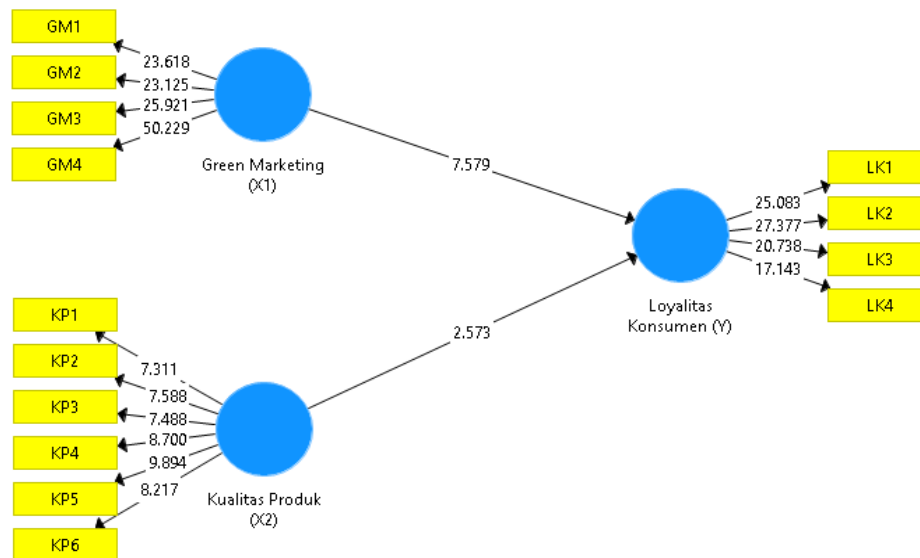 GM1
GM2
GM3
GM4
23.618
23.125
25.921
50.229
Green Marketing
(X1)
7.579
LK1
LK2
LK3
LK4
25.083
27.377
20.738
17.143
Loyalitas
Konsumen (Y)
2.573
KP1
KP2
KP3
KP4
KP5
KP6
7.311
7.588
7.488
8.700
9.894
8.217
Kualitas Produk
(X2)